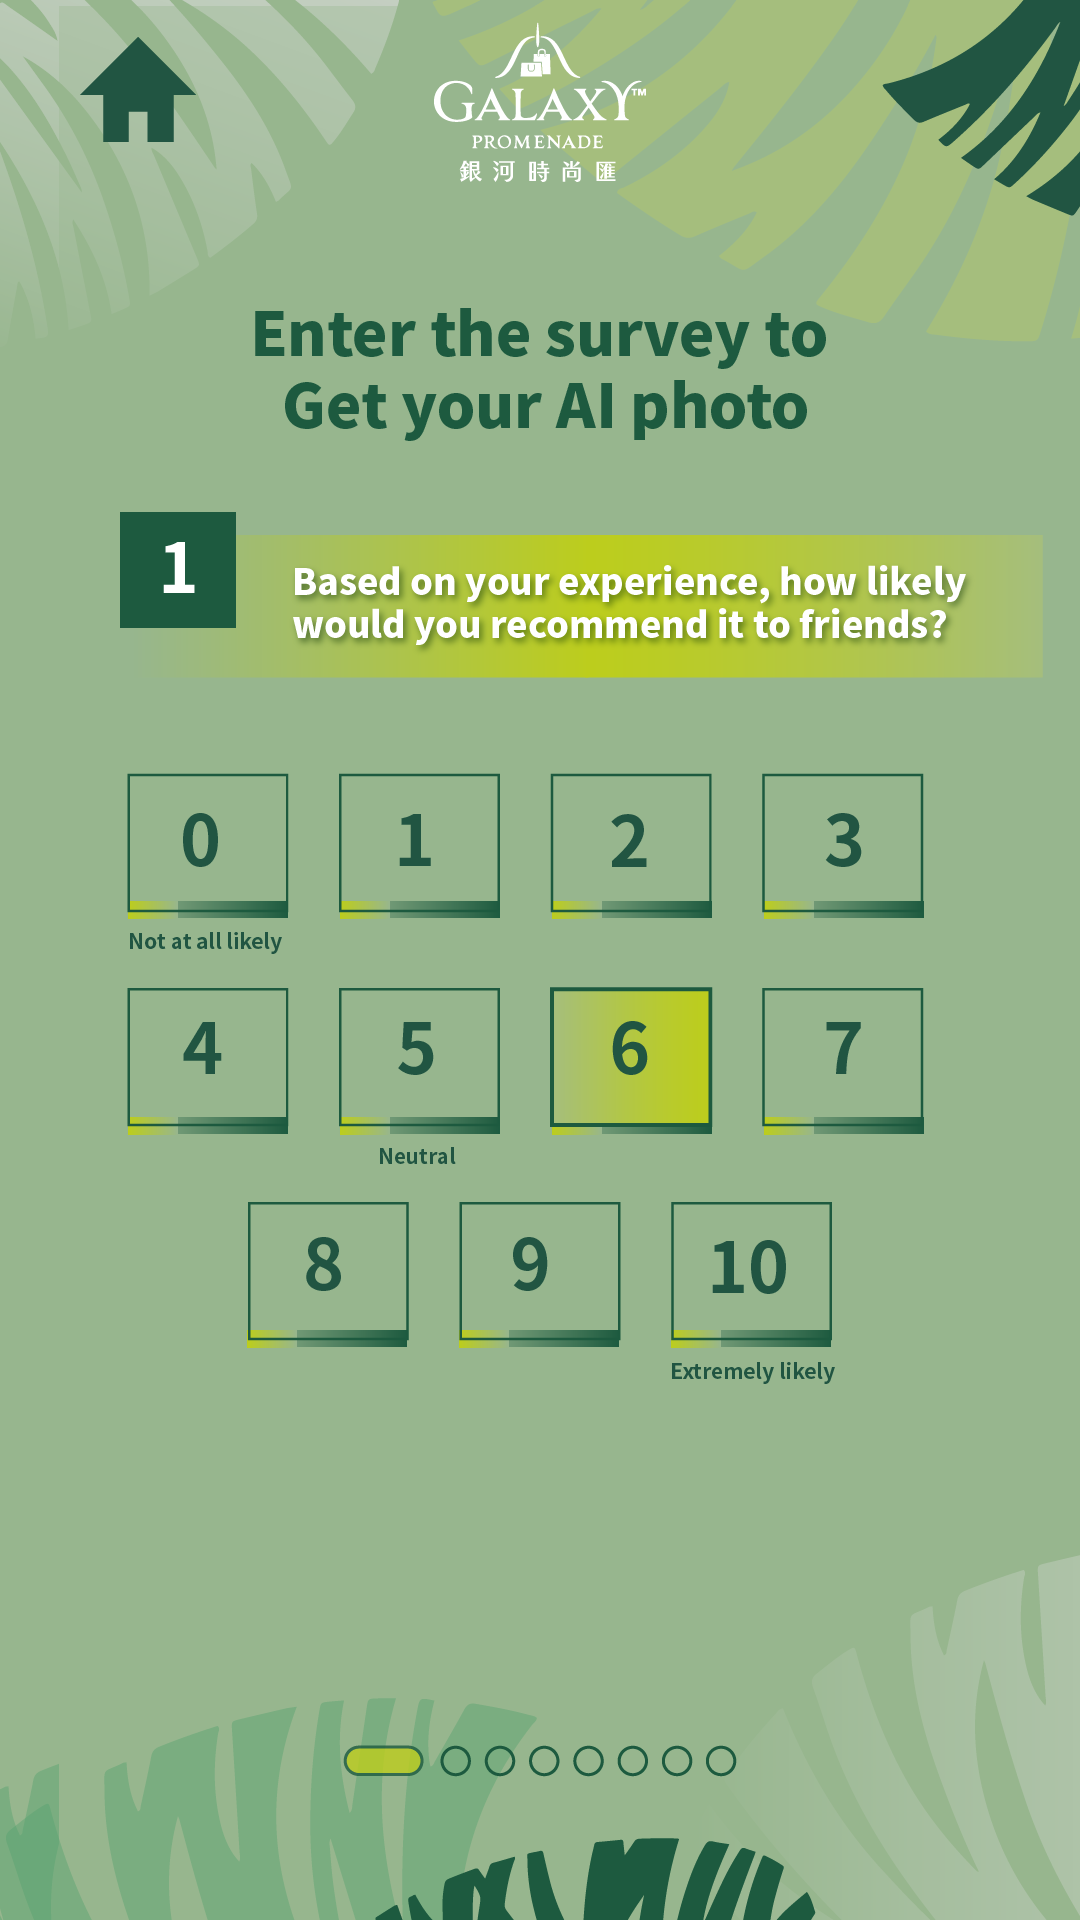 GALAXY™
PROMENADE
銀河時尚匯
Enter the survey to
Get your AI photo
1
Based on your experience, how likely
would you recommend it to friends?
0 1 2 3
Not at all likely
4 5 6 7
Neutral
8 9 10
Extremely likely